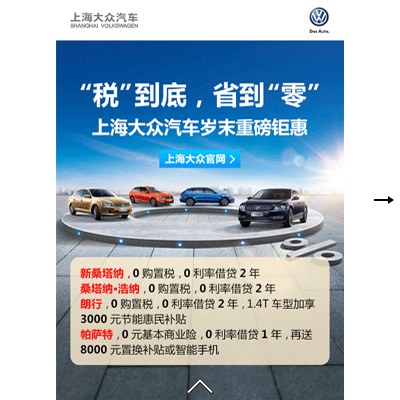 上海大众汽车
SHANGHAI VOLKSWAGEN
Das Auto.
“税”到底，省到“零”
上海大众汽车岁末重磅钜惠
上海大众官网 >
新桑塔纳，0 购置税，0 利率借贷 2 年
桑塔纳•浩纳，0 购置税，0 利率借贷 2 年
朗行，0 购置税，0 利率借贷 2 年，1.4T 车型加享
3000 元节能惠民补贴
帕萨特，0 元基本商业险，0 利率借贷 1 年，再送
8000 元置换补贴或智能手机